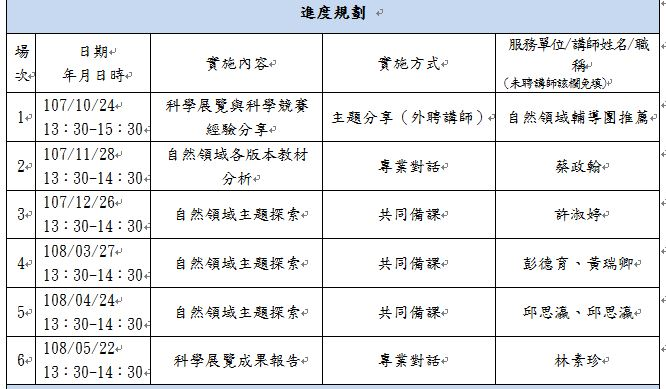 進度規劃
場次
日期
年月日時
實施內容
實施方式
服務單位/講師姓名/職
稱
(未聘講師該欄免填)
1
107/10/24
13：30-15：30
科學展覽與科學競賽
經驗分享
主題分享（外聘講師）
自然領域輔導團推薦
2
107/11/28
13：30-14：30
自然領域各版本教材
分析
專業對話
蔡政翰
3
107/12/26
13：30-14：30
自然領域主題探索
共同備課
許淑婷
4
108/03/27
13：30-14：30
自然領域主題探索
共同備課
彭德育、黃瑞卿
5
108/04/24
13：30-14：30
自然領域主題探索
共同備課
邱思瀛、邱思瀛
6
108/05/22
13：30-14：30
科學展覽成果報告
專業對話
林素珍